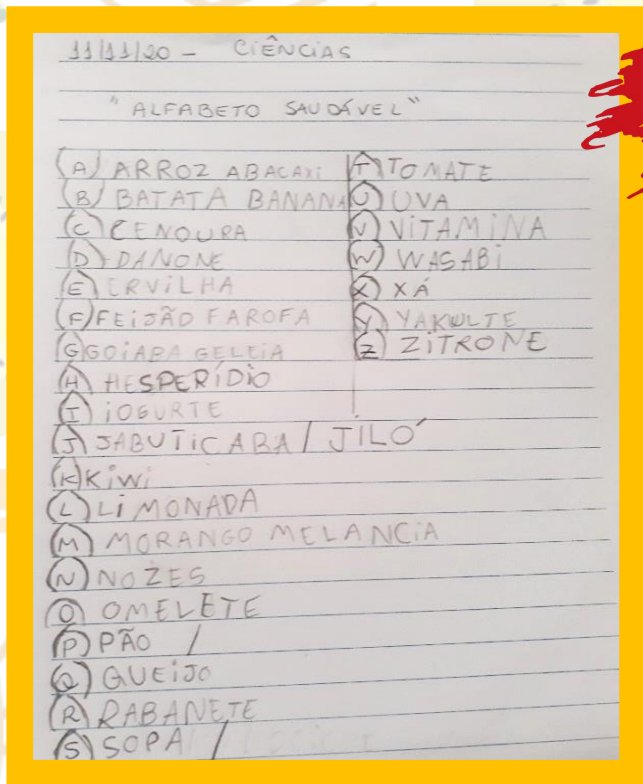 11/11/20 - CIÊNCIAS
"ALFABETO SAUDÁVEL"
(A) ARROZ ABACAXI
(B) BATATA BANANA
(C) CENOURA
(D) DANONE
(E) ERVILHA
(F) FEIJÃO FAROFA
(G) GOIABA GELEIA
(H) HESPERÍDIO
(I) IOGURTE
(J) JABUTICABA / JILÓ
(K) KIWI
(L) LIMONADA
(M) MORANGO MELANCIA
(N) NOZES
(O) OMELETE
(P) PÃO /
(Q) QUEIJO
(R) RABANETE
(S) SOPA /
(T) TOMATE
(U) UVA
(V) VITAMINA
(W) WASABI
(X) XÁ
(Y) YAKULTE
(Z) ZITRONE